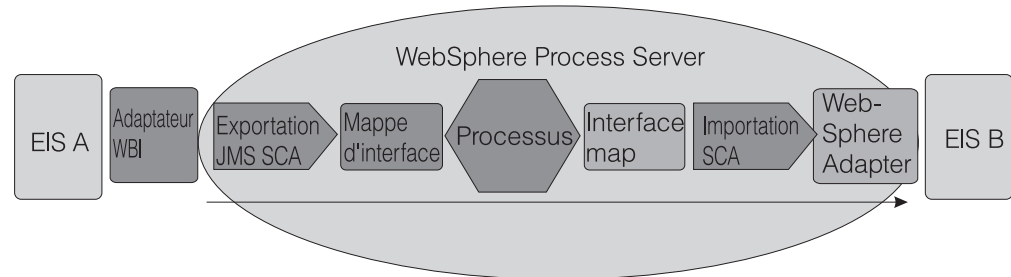 WebSphere Process Server
EIS A
Adaptateur
WBI
Exportation
JMS SCA
Mappe
d'interface
Processus
Interface
map
Importation
SCA
Web-
Sphere
Adapter
EIS B